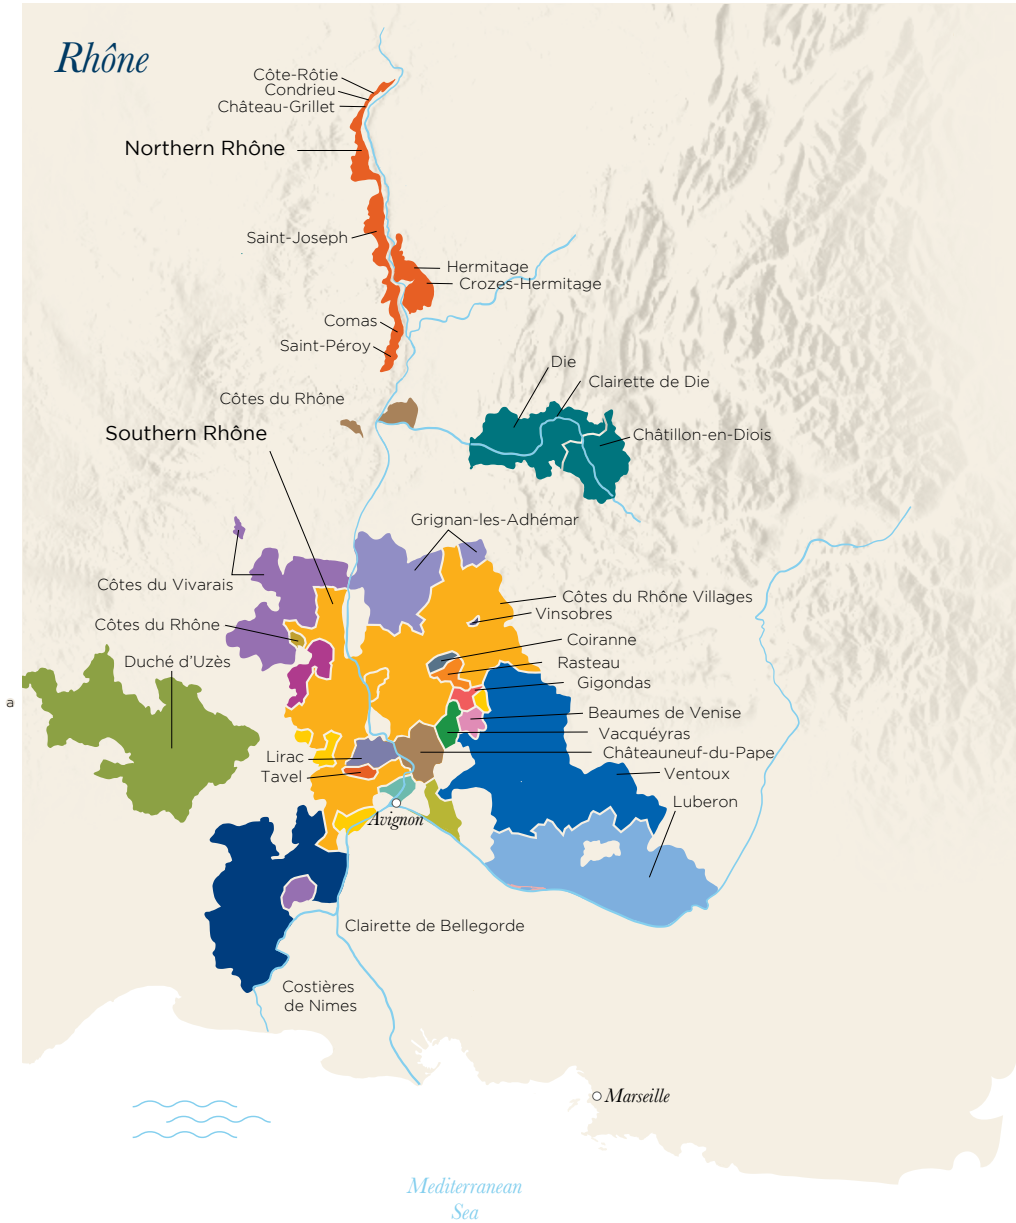 Rhône
Côte-Rôtie
Condrieu
Château-Grillet
Northern Rhône
Saint-Joseph
Hermitage
Crozes-Hermitage
Comas
Saint-Péroy
Die
Clairette de Die
Côtes du Rhône
Southern Rhône
Châtillon-en-Diois
Grignan-les-Adhémar
Côtes du Vivarais
Côtes du Rhône Villages
Vinsobres
Côtes du Rhône
Coiranne
Duché d'Uzès
Rasteau
Gigondas
a
Beaumes de Venise
Vacquéyras
Châteauneuf-du-Pape
Lirac
Tavel
Ventoux
Luberon
Avignon
Clairette de Bellegorde
Costières
de Nimes
Marseille
Mediterranean
Sea